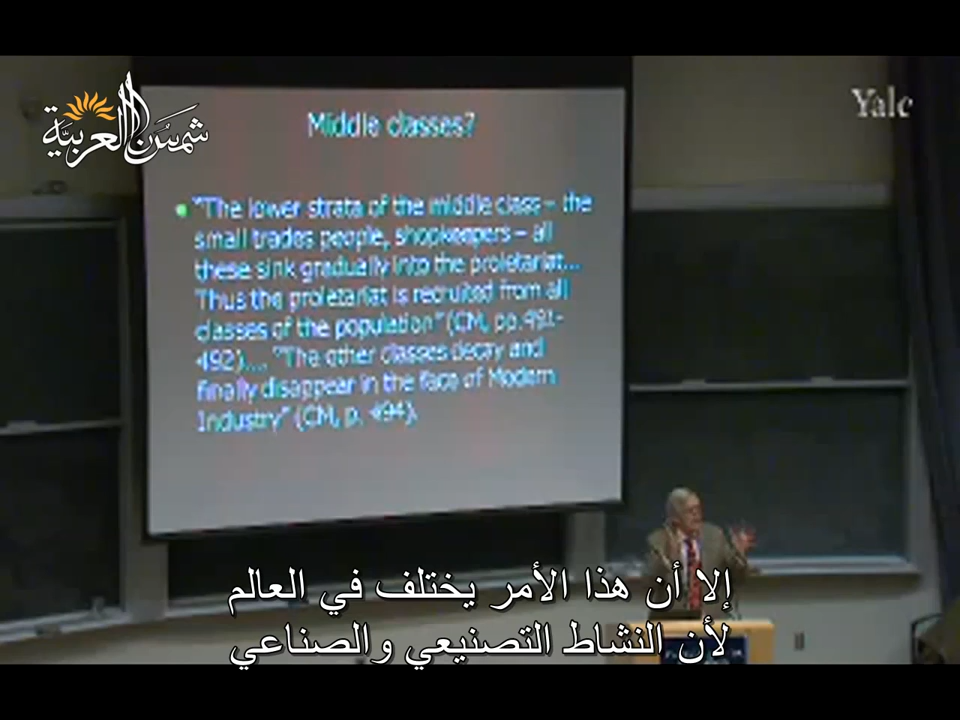 شمس العربية
Yale
Middle classes?
"The lower strata of the middle class – the
small trades people, shopkeepers – all
these sink gradually into the proletariat...
Thus the proletariat is recruited from all
classes of the population" (CM, pp.491-
492).... "The other classes decay and
finally disappear in the face of Modern
Industry" (CM, p. 494).
إلا أن هذا الأمر يختلف في العالم
لأن النشاط التصنيعي والصناعي